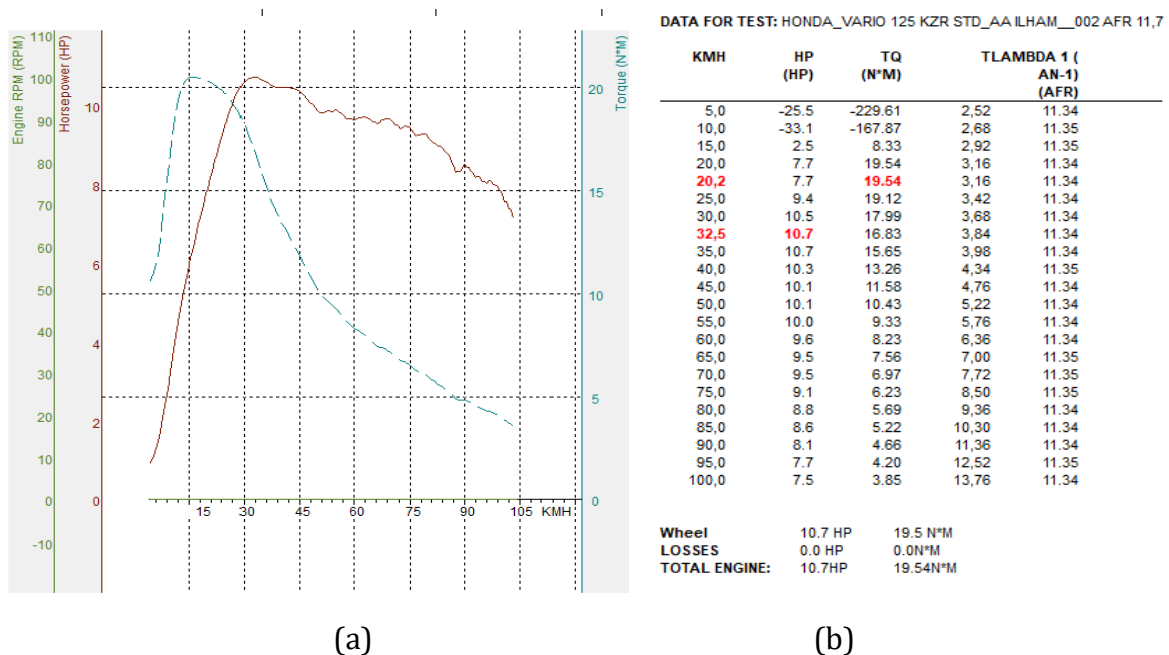 Engine RPM (RPM)
110
100
90
80
70
60
50
40
30
20
10
0
-10
Horsepower (HP)
10
8
6
4
2
0
Torque (N*M)
20
15
10
5
0
15 30 45 60 75 90 105 KMH
(a)
DATA FOR TEST: HONDA_VARIO 125 KZR STD_AA ILHAM__002 AFR 11,7
KMH HP TQ TLAMBDA 1 (
(HP) (N*M) AN-1)
(AFR)
5,0 -25.5 -229.61 2,52 11.34
10,0 -33.1 -167.87 2,68 11.35
15,0 2.5 8.33 2,92 11.35
20,0 7.7 19.54 3,16 11.34
20,2 7.7 19.54 3,16 11.34
25,0 9.4 19.12 3,42 11.34
30,0 10.5 17.99 3,68 11.34
32,5 10.7 16.83 3,84 11.34
35,0 10.7 15.65 3,98 11.34
40,0 10.3 13.26 4,34 11.35
45,0 10.1 11.58 4,76 11.34
50,0 10.1 10.43 5,22 11.34
55,0 10.0 9.33 5,76 11.34
60,0 9.6 8.23 6,36 11.34
65,0 9.5 7.56 7,00 11.34
70,0 9.5 6.97 7,72 11.34
75,0 9.1 6.23 8,50 11.35
80,0 8.8 5.69 9,36 11.34
85,0 8.6 5.22 10,30 11.34
90,0 8.1 4.66 11,36 11.34
95,0 7.7 4.20 12,52 11.35
100,0 7.5 3.85 13,76 11.34
Wheel 10.7 HP 19.5 N*M
LOSSES 0.0 HP 0.0N*M
TOTAL ENGINE: 10.7HP 19.54N*M
(b)